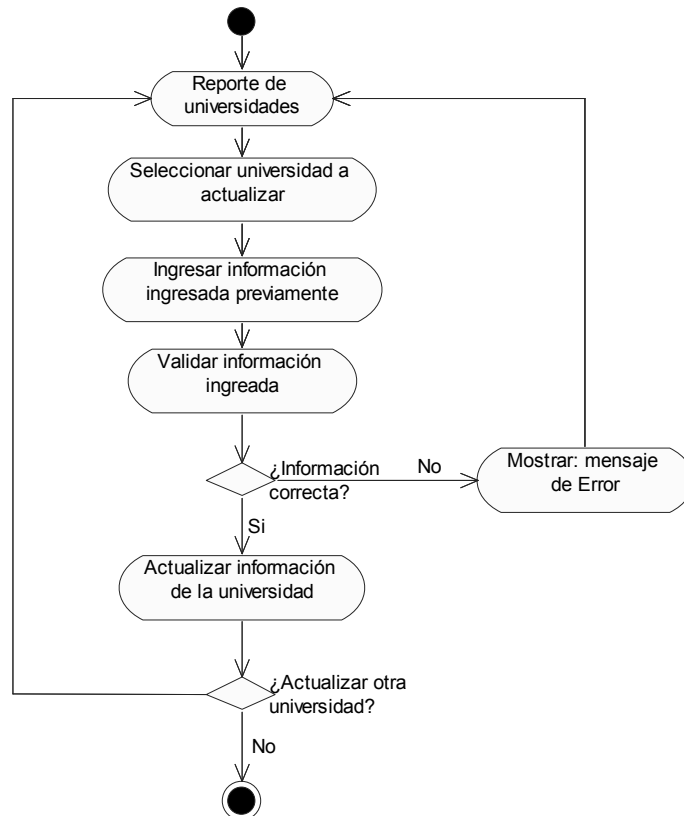 Reporte de
universidades
Seleccionar universidad a
actualizar
Ingresar información
ingresada previamente
Validar información
ingreada
¿Información
correcta?
No
Mostrar: mensaje
de Error
Si
Actualizar información
de la universidad
¿Actualizar otra
universidad?
No